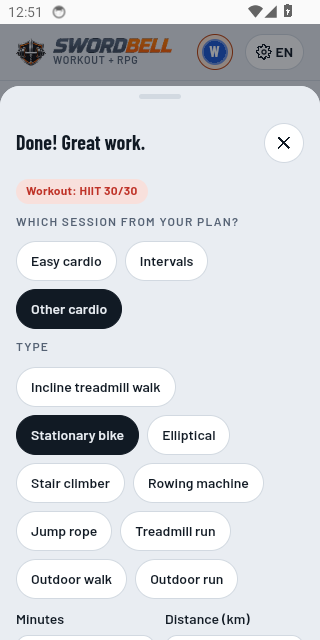 12:51
SWORDBELL
WORKOUT + RPG
W
EN
Done! Great work.
Workout: HIIT 30/30
WHICH SESSION FROM YOUR PLAN?
Easy cardio
Intervals
Other cardio
TYPE
Incline treadmill walk
Stationary bike
Elliptical
Stair climber
Rowing machine
Jump rope
Treadmill run
Outdoor walk
Outdoor run
Minutes
Distance (km)